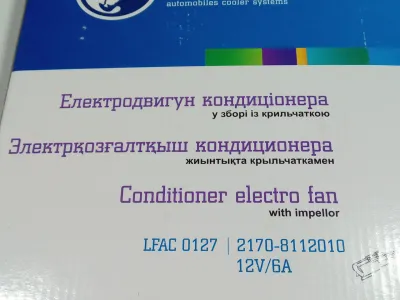 automobiles cooler systems
Електродвигун кондиціонера
у зборі із крильчаткою
Электрқозғалтқыш кондиционера
жиынтықта крыльчаткамен
Conditioner electro fan
with impellor
LFAC 0127 | 2170-8112010
12V/6A